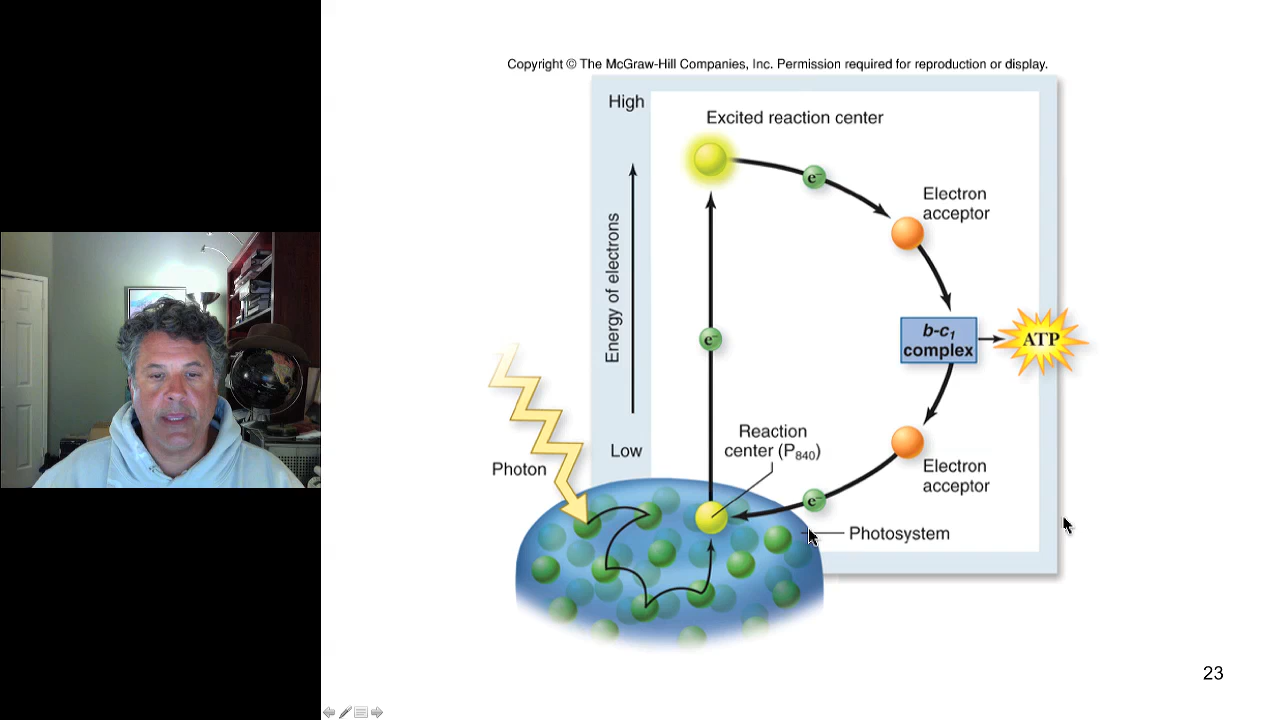 Copyright © The McGraw-Hill Companies, Inc. Permission required for reproduction or display.
High
Excited reaction center
e⁻
Electron
acceptor
Energy of electrons
e⁻
b-c₁
complex
ATP
Low
Reaction
center (P₈₄₀)
Photon
Electron
acceptor
e⁻
Photosystem
23